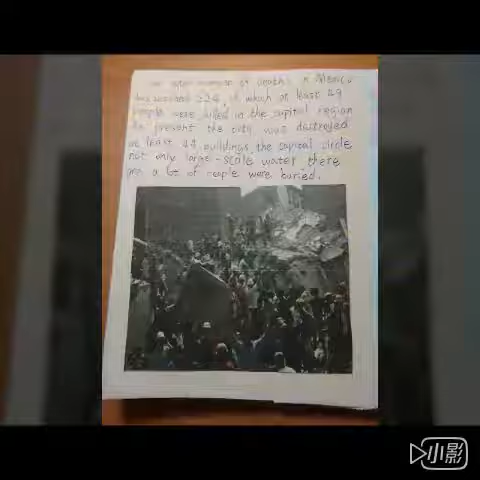 number of deaths in Mexico
has 224, of which at least 49
people were killed in the capital region
At present the city was destroyed
at least 44 buildings, the capital circle
not only large-scale water there
are a lot of people were buried.
小影